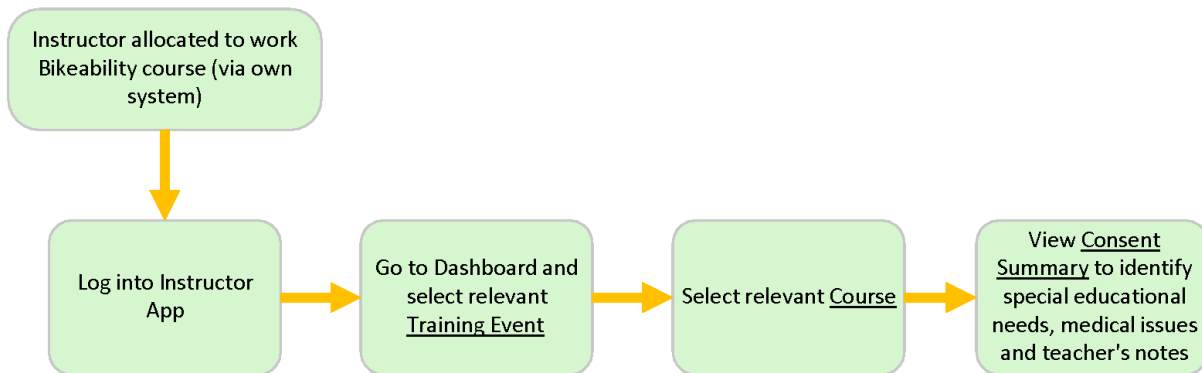 Instructor allocated to work
Bikeability course (via own
system)
Log into Instructor
App
Go to Dashboard and
select relevant
Training Event
Select relevant Course
View Consent
Summary to identify
special educational
needs, medical issues
and teacher's notes